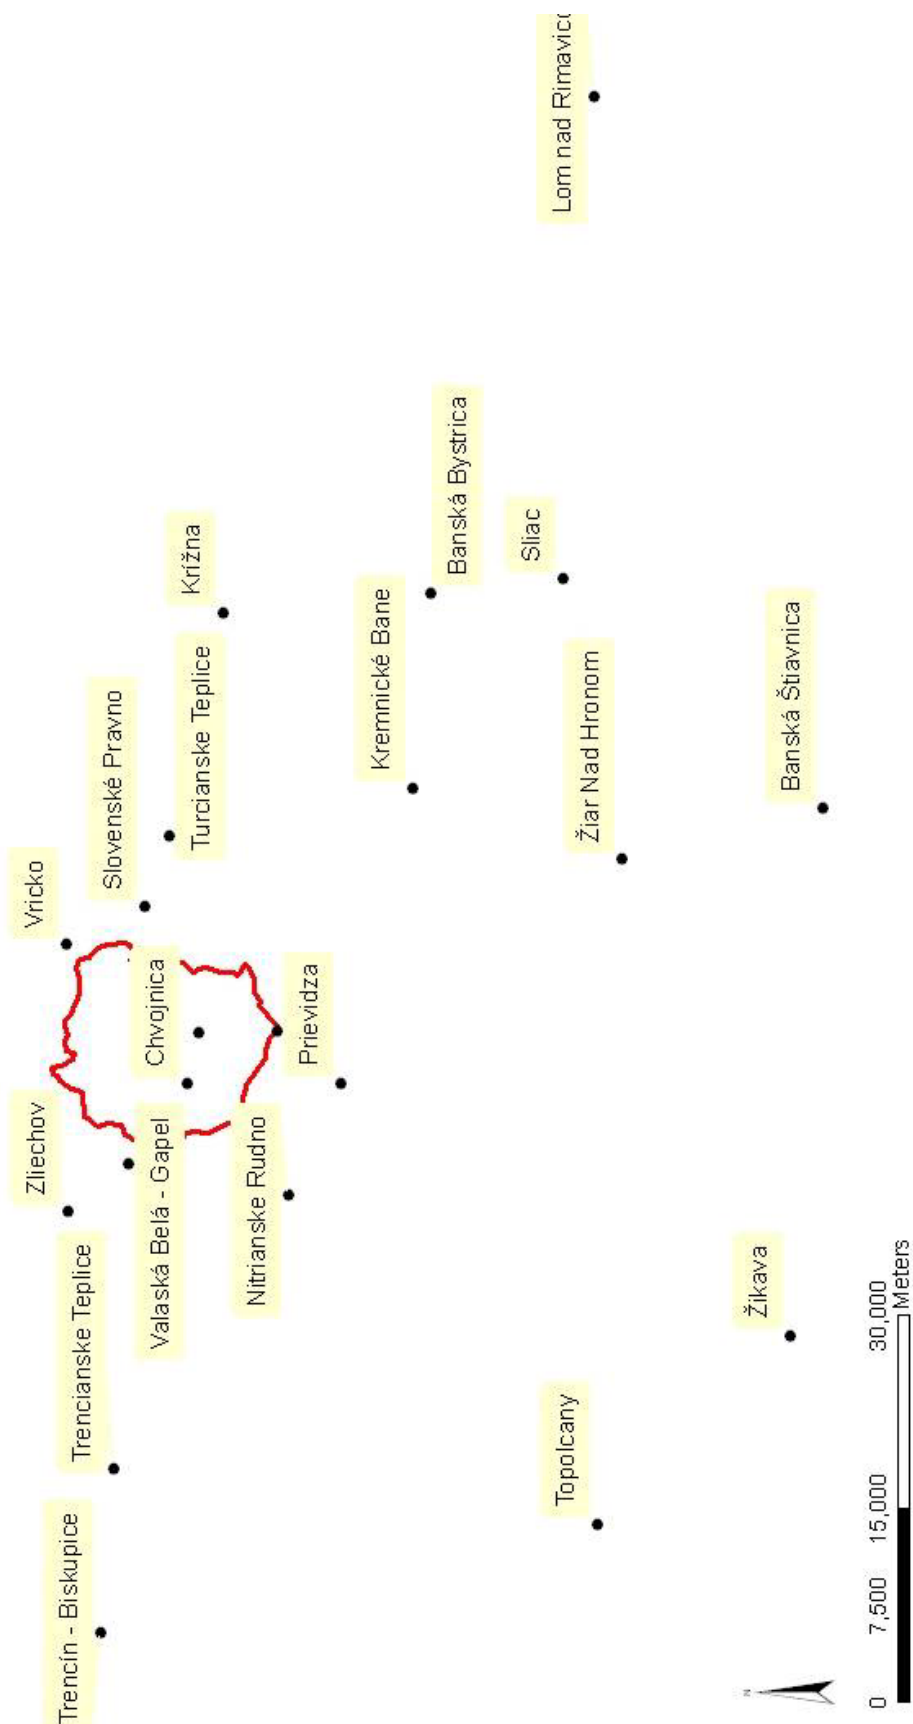 Trencín - Biskupice
Trencianske Teplice
Zliechov
Vricko
Slovenské Pravno
Valaská Belá - Gapel
Chvojnica
Turcianske Teplice
Krížna
Nitrianske Rudno
Prievidza
Kremnické Bane
Banská Bystrica
Sliac
Lom nad Rimavico
Topolcany
Žiar Nad Hronom
Žikava
Banská Štiavnica
N
0 7,500 15,000 30,000
Meters